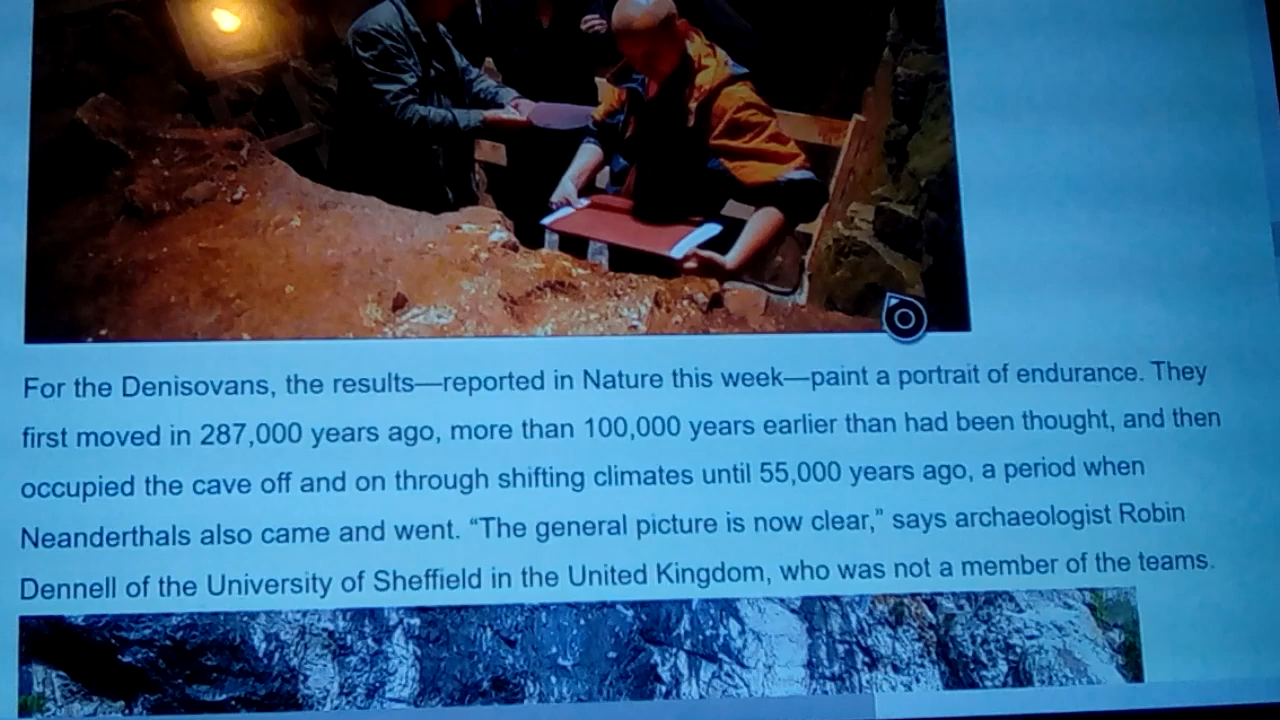 For the Denisovans, the results—reported in Nature this week—paint a portrait of endurance. They
first moved in 287,000 years ago, more than 100,000 years earlier than had been thought, and then
occupied the cave off and on through shifting climates until 55,000 years ago, a period when
Neanderthals also came and went. “The general picture is now clear,” says archaeologist Robin
Dennell of the University of Sheffield in the United Kingdom, who was not a member of the teams.